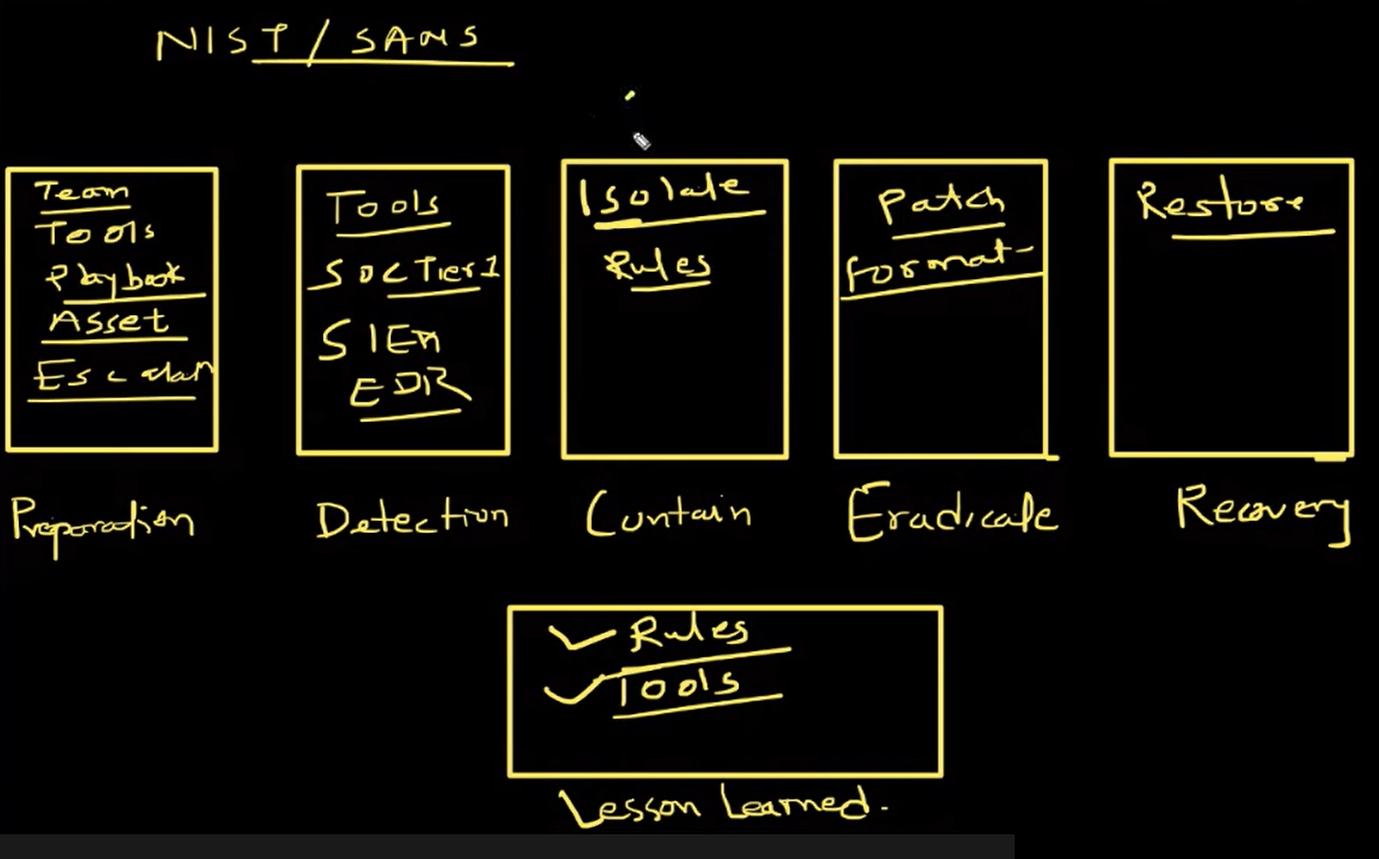 NIST / SANS
Team
Tools
Playbook
Asset
Preparation
Tools
SOC Tier 1
SIEM
EDR
Detection
Isolate
Rules
Contain
Patch
Format
Eradicate
Restore
Recovery
Rules
Tools
Lesson Learned.